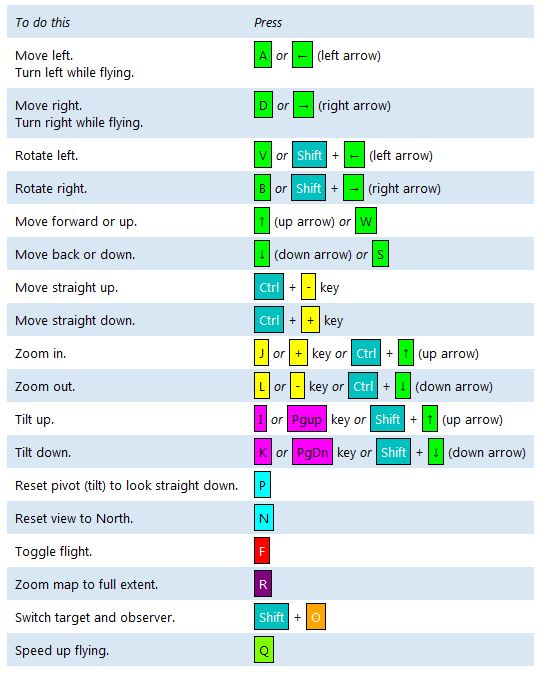 To do this Press
Move left. A or ← (left arrow)
Turn left while flying.
Move right. D or → (right arrow)
Turn right while flying.
Rotate left. V or Shift + ← (left arrow)
Rotate right. B or Shift + → (right arrow)
Move forward or up. ↑ (up arrow) or W
Move back or down. ↓ (down arrow) or S
Move straight up. Ctrl + - key
Move straight down. Ctrl + + key
Zoom in. J or + key or Ctrl + ↑ (up arrow)
Zoom out. L or - key or Ctrl + ↓ (down arrow)
Tilt up. I or Pgup key or Shift + ↑ (up arrow)
Tilt down. K or PgDn key or Shift + ↓ (down arrow)
Reset pivot (tilt) to look straight down. P
Reset view to North. N
Toggle flight. F
Zoom map to full extent. R
Switch target and observer. Shift + O
Speed up flying. Q